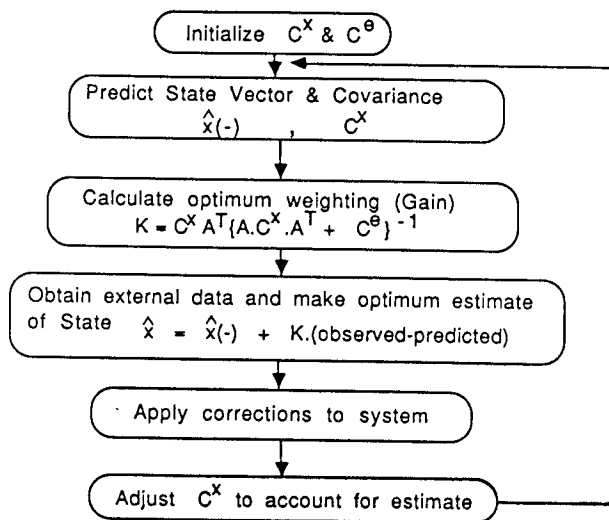 Initialize C^x & C^e
Predict State Vector & Covariance
x̂(-) , C^x
Calculate optimum weighting (Gain)
K = C^x A^T{A.C^x.A^T + C^e}^-1
Obtain external data and make optimum estimate
of State x̂ = x̂(-) + K.(observed-predicted)
Apply corrections to system
Adjust C^x to account for estimate